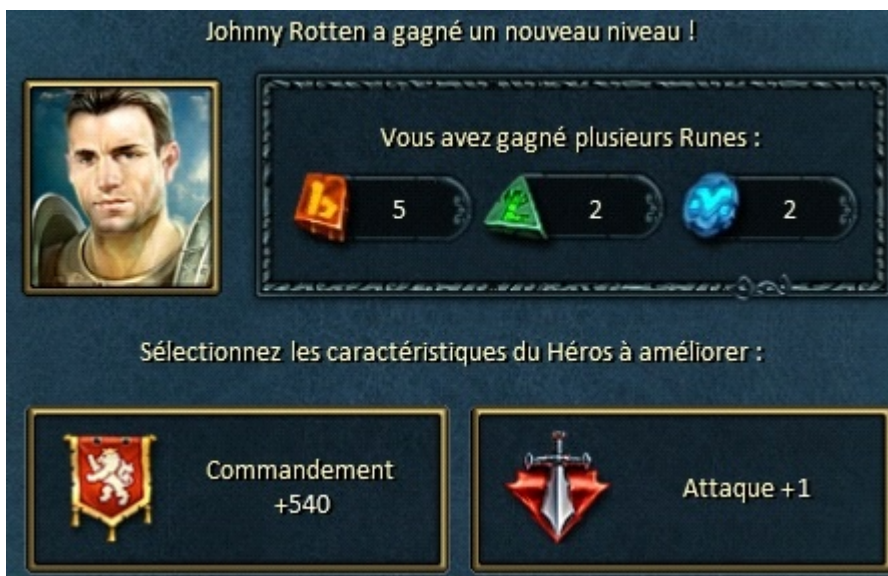 Johnny Rotten a gagné un nouveau niveau !
Vous avez gagné plusieurs Runes :
5 2 2
Sélectionnez les caractéristiques du Héros à améliorer :
Commandement
+540
Attaque +1